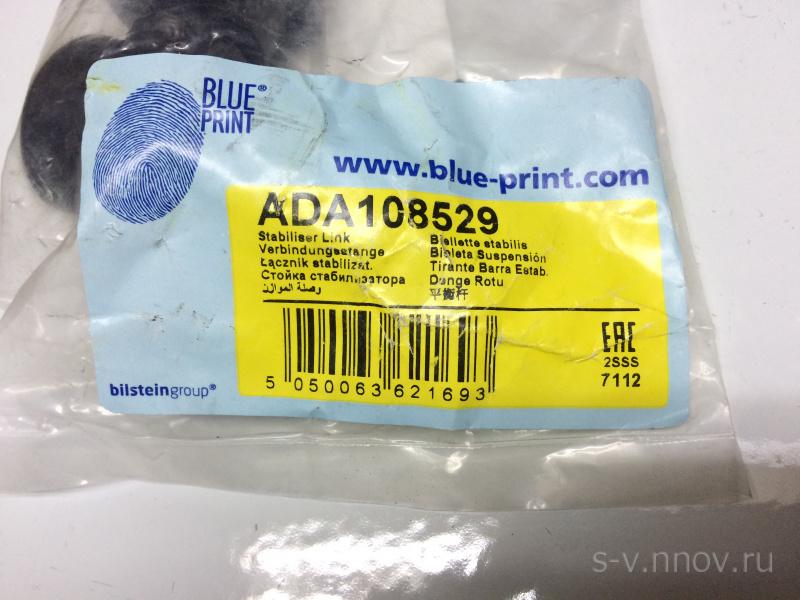 BLUE®
PRINT
www.blue-print.com
ADA108529
Stabiliser Link
Verbindungsstange
Łącznik stabilizat.
Стойка стабилизатора
وصلة الموازن
Biellette stabilis
Bieleta Suspensión
Tirante Barra Estab.
Denge Rotu
平衡杆
5 050063 621693
EAC
2SSS
7112
bilsteingroup®
s-v.nnov.ru